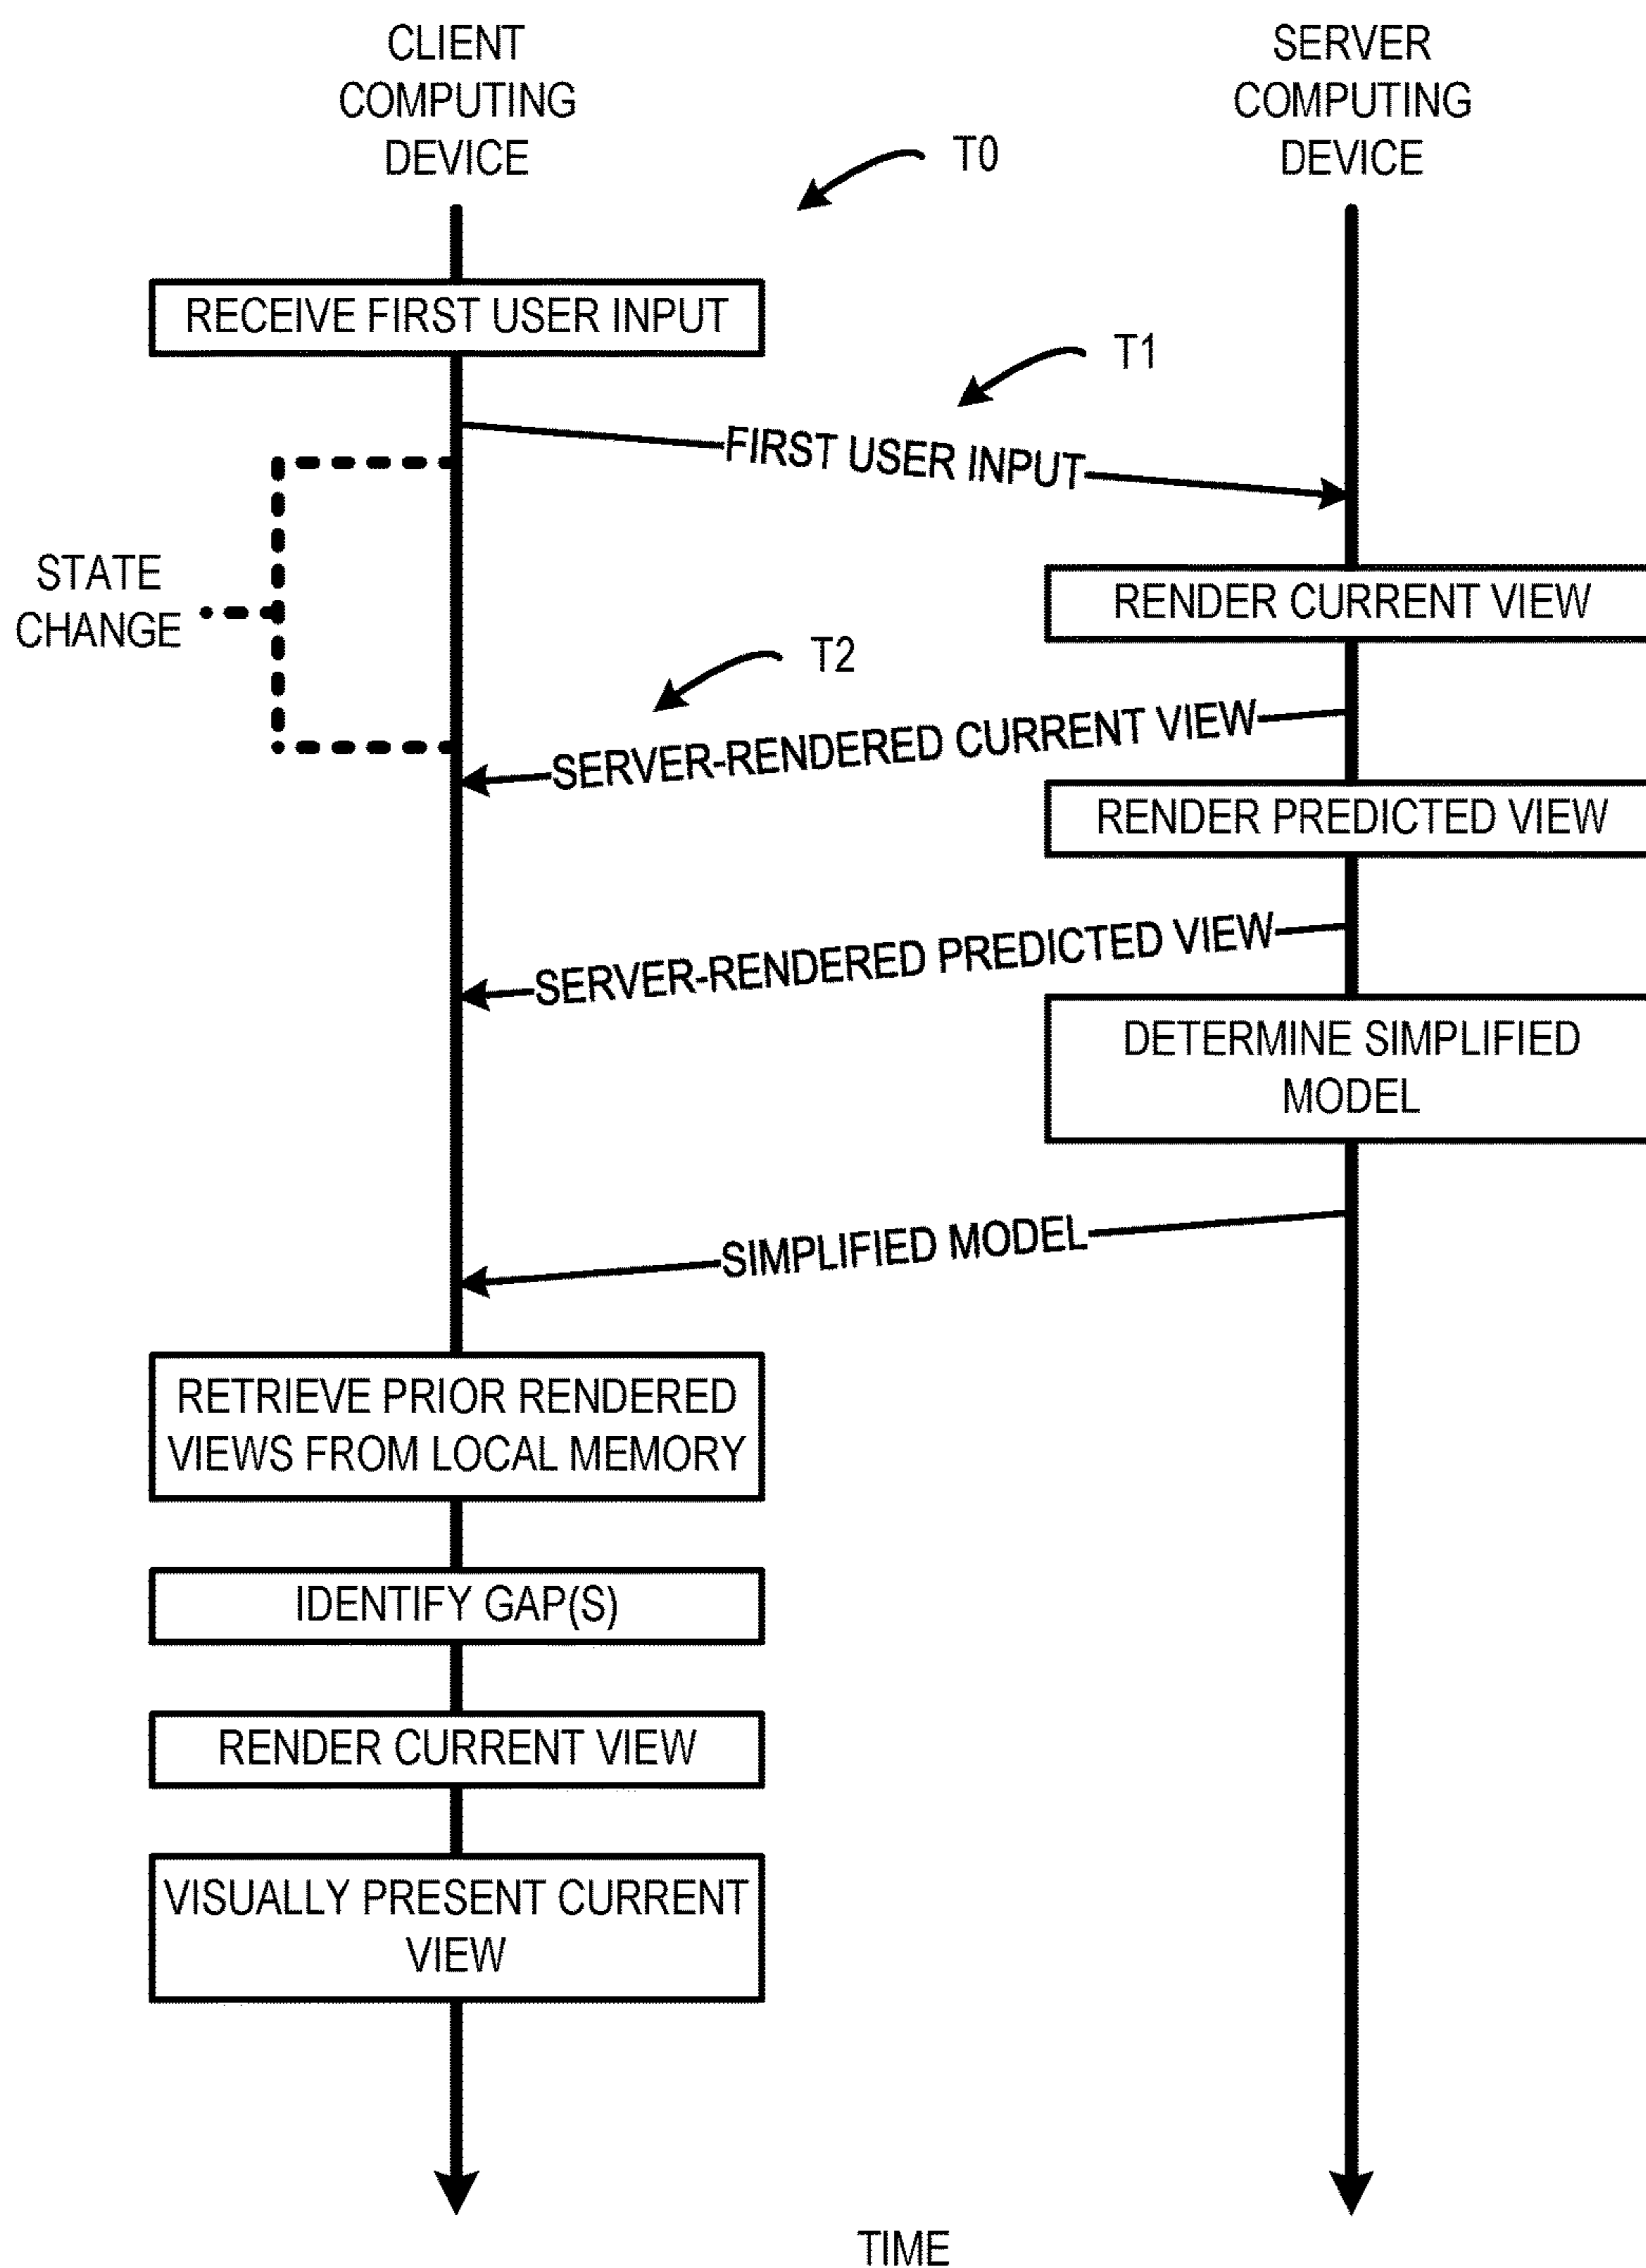 CLIENT
COMPUTING
DEVICE
SERVER
COMPUTING
DEVICE
T0
RECEIVE FIRST USER INPUT
T1
FIRST USER INPUT
STATE
CHANGE
RENDER CURRENT VIEW
T2
SERVER-RENDERED CURRENT VIEW
RENDER PREDICTED VIEW
SERVER-RENDERED PREDICTED VIEW
DETERMINE SIMPLIFIED
MODEL
SIMPLIFIED MODEL
RETRIEVE PRIOR RENDERED
VIEWS FROM LOCAL MEMORY
IDENTIFY GAP(S)
RENDER CURRENT VIEW
VISUALLY PRESENT CURRENT
VIEW
TIME